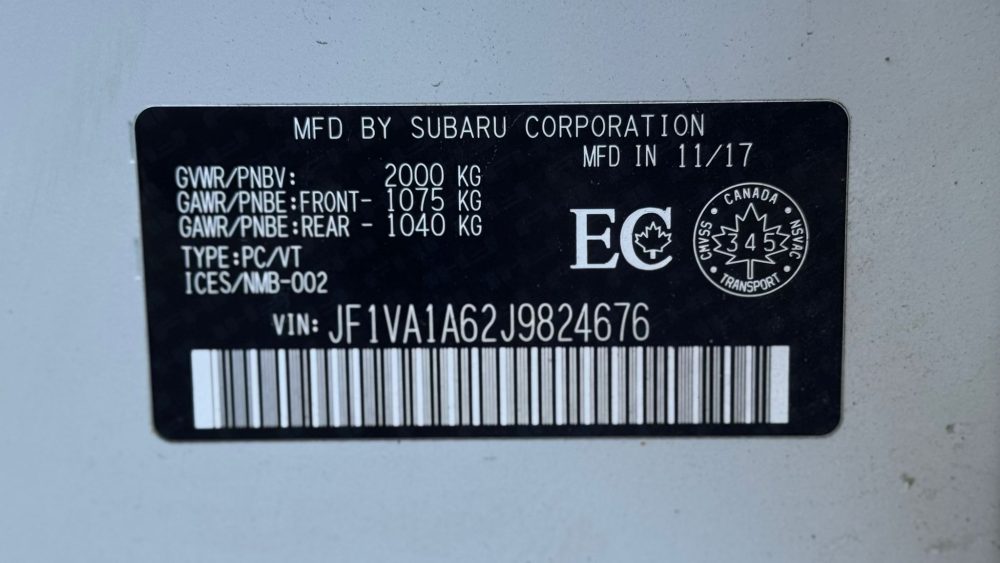 MFD BY SUBARU CORPORATION
MFD IN 11/17
GVWR/PNBV: 2000 KG
GAWR/PNBE:FRONT- 1075 KG
GAWR/PNBE:REAR - 1040 KG
TYPE:PC/VT
ICES/NMB-002
EC
CANADA
CMVSS 345 NSVAC
TRANSPORT
VIN: JF1VA1A62J9824676